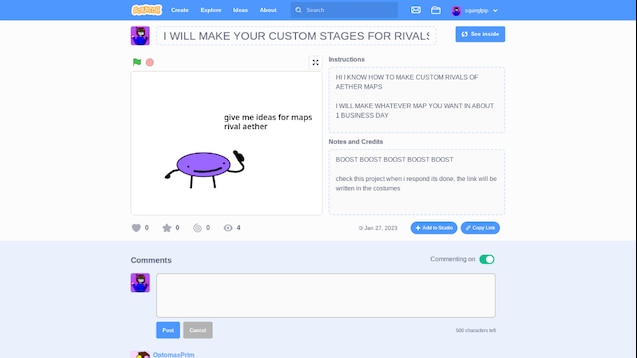 SCRATCH Create Explore Ideas About Search
I WILL MAKE YOUR CUSTOM STAGES FOR RIVALS
See inside
Instructions
HI I KNOW HOW TO MAKE CUSTOM RIVALS OF
AETHER MAPS
I WILL MAKE WHATEVER MAP YOU WANT IN ABOUT
1 BUSINESS DAY
give me ideas for maps
rival aether
Notes and Credits
BOOST BOOST BOOST BOOST BOOST
check this project when i respond its done, the link will be
written in the costumes
0 0 0 4
© Jan 27, 2023
Add to Studio
Copy Link
Comments
Commenting on
Post
Cancel
500 characters left
OptomasPrim